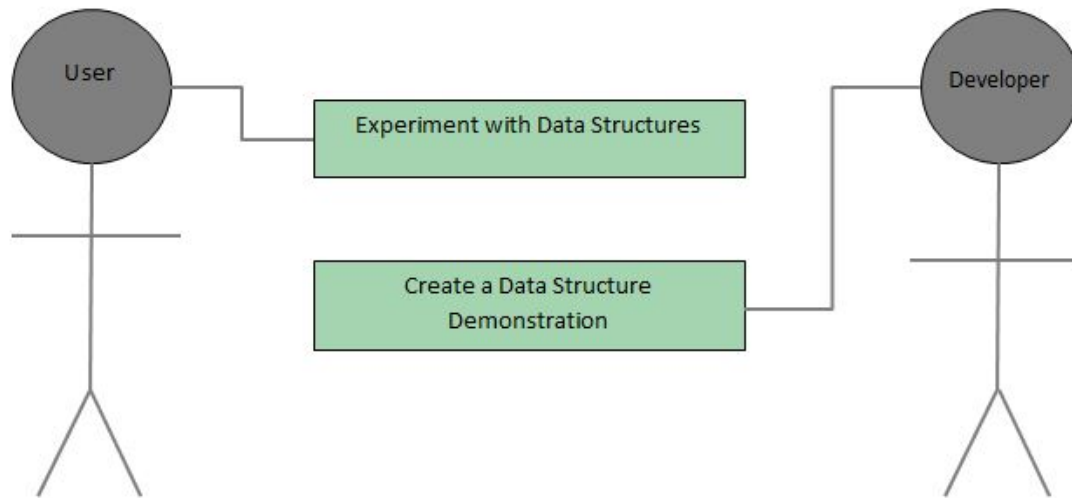 User
Developer
Experiment with Data Structures
Create a Data Structure
Demonstration